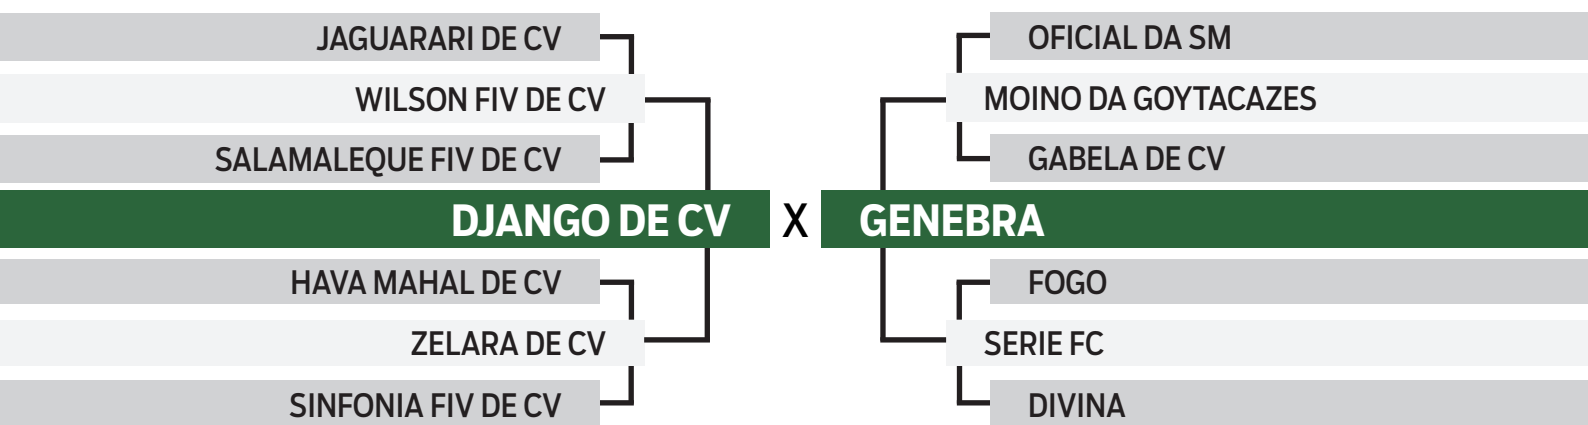 JAGUARARI DE CV
WILSON FIV DE CV
SALAMALEQUE FIV DE CV
DJANGO DE CV X GENEBRA
HAVA MAHAL DE CV
ZELARA DE CV
SINFONIA FIV DE CV
OFICIAL DA SM
MOINO DA GOYTACAZES
GABELA DE CV
FOGO
SERIE FC
DIVINA